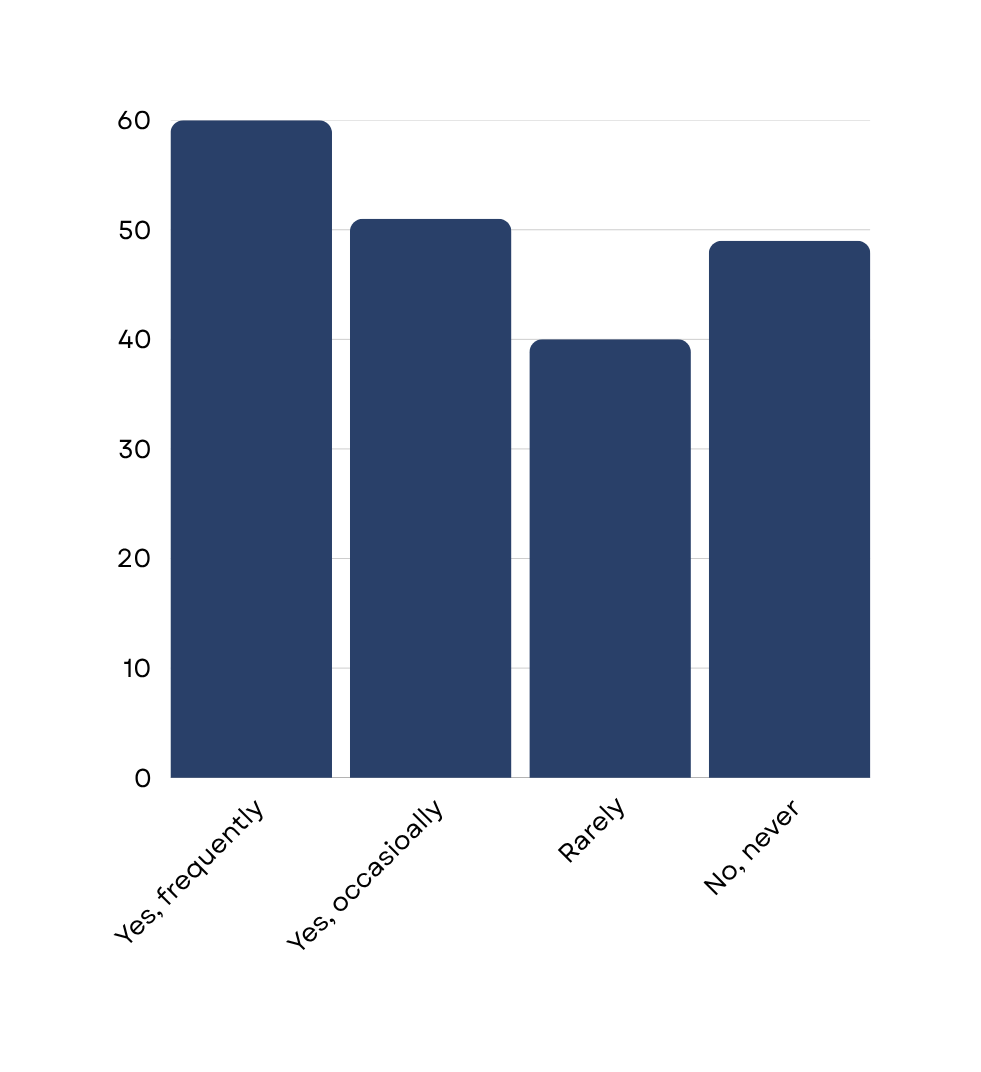 60
50
40
30
20
10
0
Yes, frequently
Yes, occasioally
Rarely
No, never